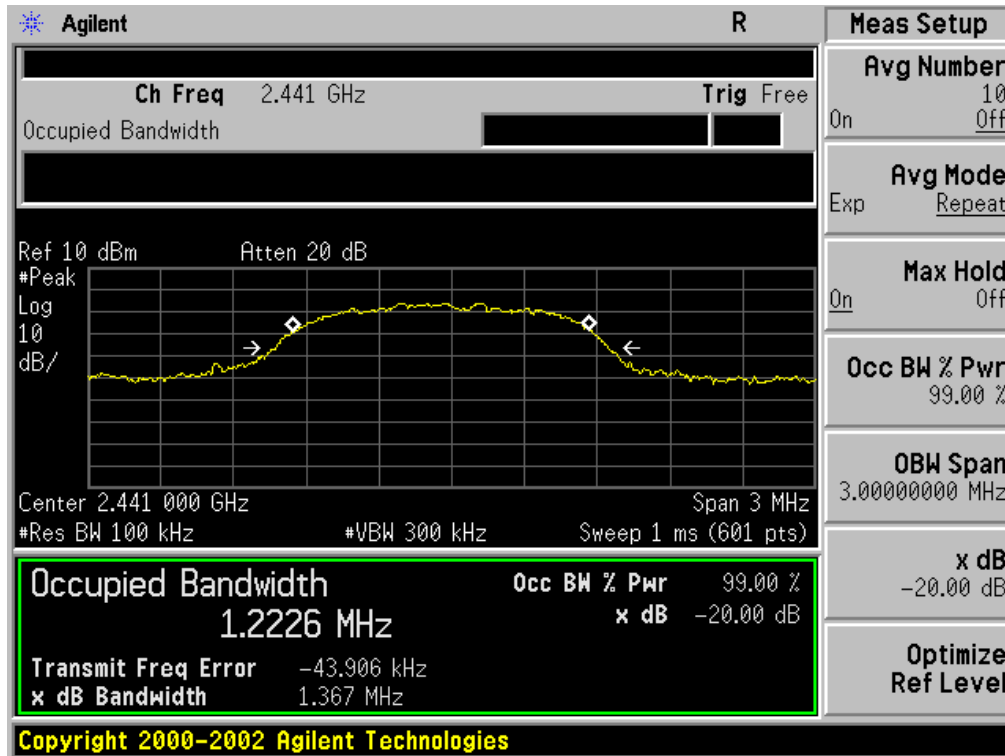 Agilent R
Ch Freq 2.441 GHz Trig Free
Occupied Bandwidth
Ref 10 dBm Atten 20 dB
#Peak
Log
10
dB/
Center 2.441 000 GHz Span 3 MHz
#Res BW 100 kHz #VBW 300 kHz Sweep 1 ms (601 pts)
Occupied Bandwidth
1.2226 MHz
Occ BW % Pwr 99.00 %
x dB -20.00 dB
Transmit Freq Error -43.906 kHz
x dB Bandwidth 1.367 MHz
Copyright 2000-2002 Agilent Technologies
Meas Setup
Avg Number
10
On Off
Avg Mode
Exp Repeat
Max Hold
On Off
Occ BW % Pwr
99.00 %
OBW Span
3.00000000 MHz
x dB
-20.00 dB
Optimize
Ref Level